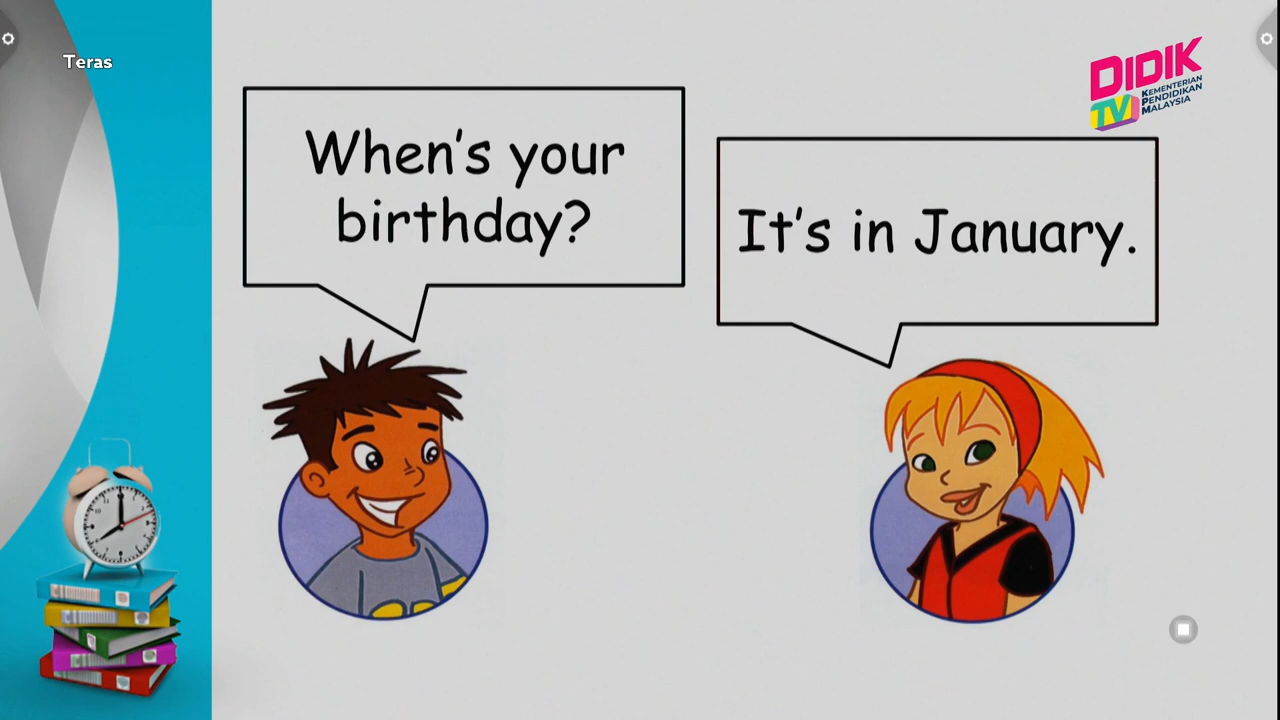 Teras
DIDIK
TV
KEMENTERIAN
PENDIDIKAN
MALAYSIA
When's your
birthday?
It's in January.